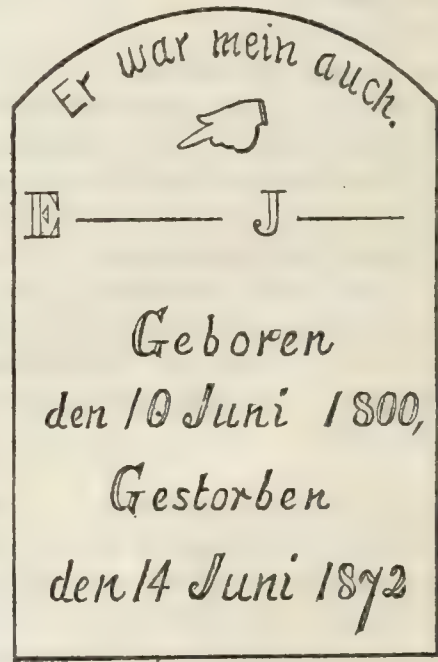 Er war mein auch.
E ——— J ———
Geboren
den 10 Juni 1800,
Gestorben
den 14 Juni 1872